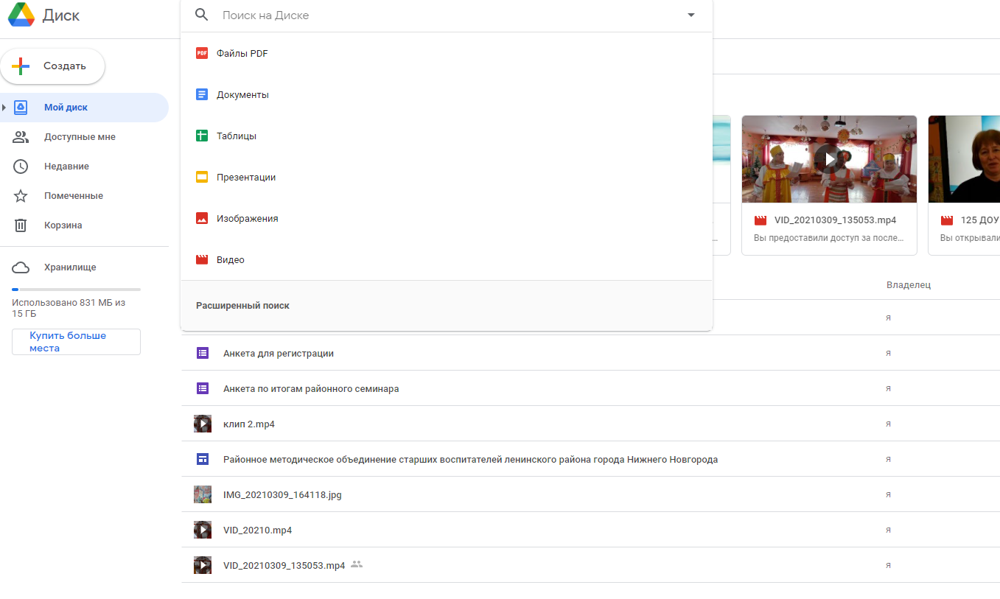 Диск
Поиск на Диске
Создать
Мой диск
Доступные мне
Недавние
Помеченные
Корзина
Хранилище
Использовано 831 МБ из
15 ГБ
Купить больше
места
PDF Файлы PDF
Документы
Таблицы
Презентации
Изображения
Видео
Расширенный поиск
...
VID_20210309_135053.mp4
Вы предоставили доступ за после...
125 ДОУ
Вы открывали
Владелец
я
Анкета для регистрации я
Анкета по итогам районного семинара я
клип 2.mp4 я
Районное методическое объединение старших воспитателей ленинского района города Нижнего Новгорода я
IMG_20210309_164118.jpg я
VID_20210.mp4 я
VID_20210309_135053.mp4 я